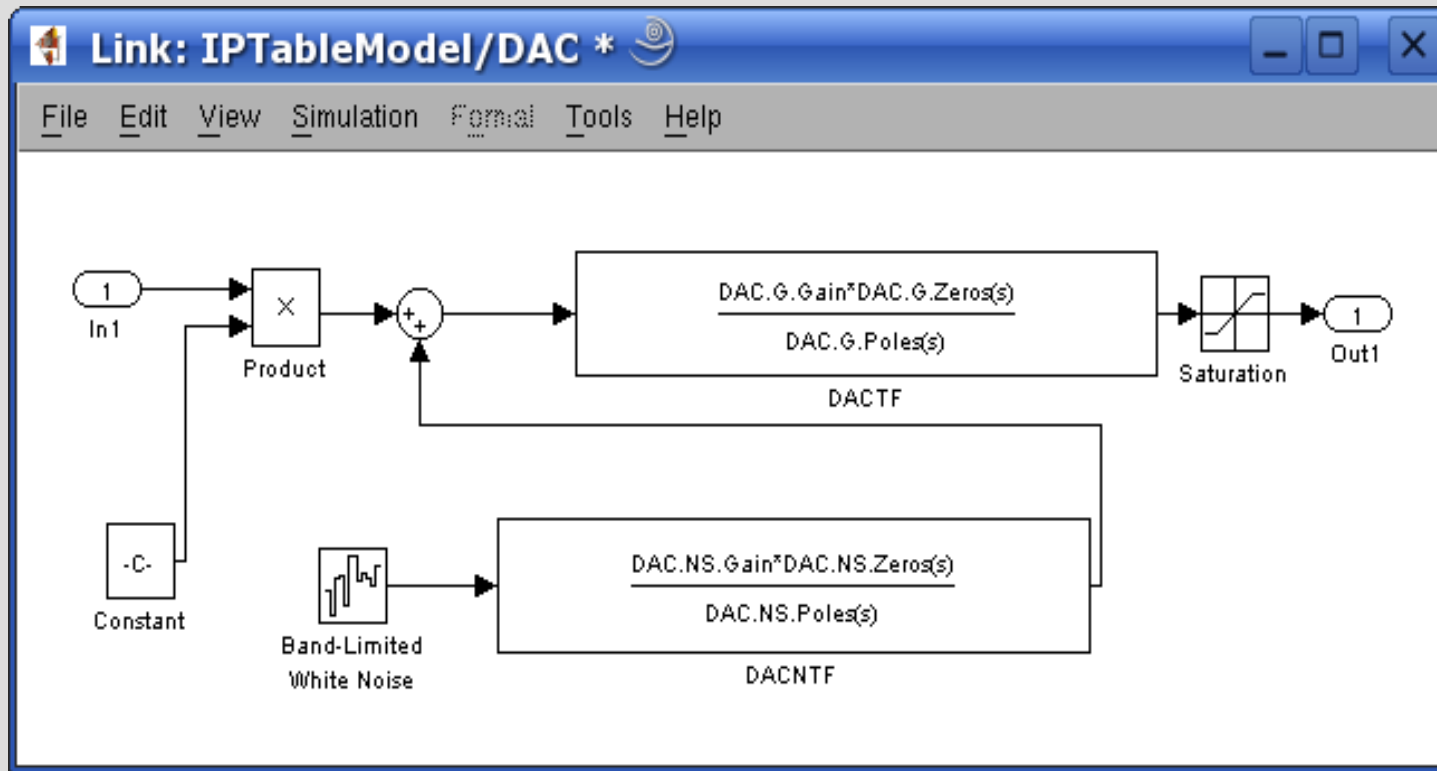 Link: IPTableModel/DAC *
File Edit View Simulation Format Tools Help
1
In1
×
Product
+
+
DAC.G.Gain*DAC.G.Zeros(s)
DAC.G.Poles(s)
DACTF
Saturation
1
Out1
-C-
Constant
Band-Limited
White Noise
DAC.NS.Gain*DAC.NS.Zeros(s)
DAC.NS.Poles(s)
DACNTF